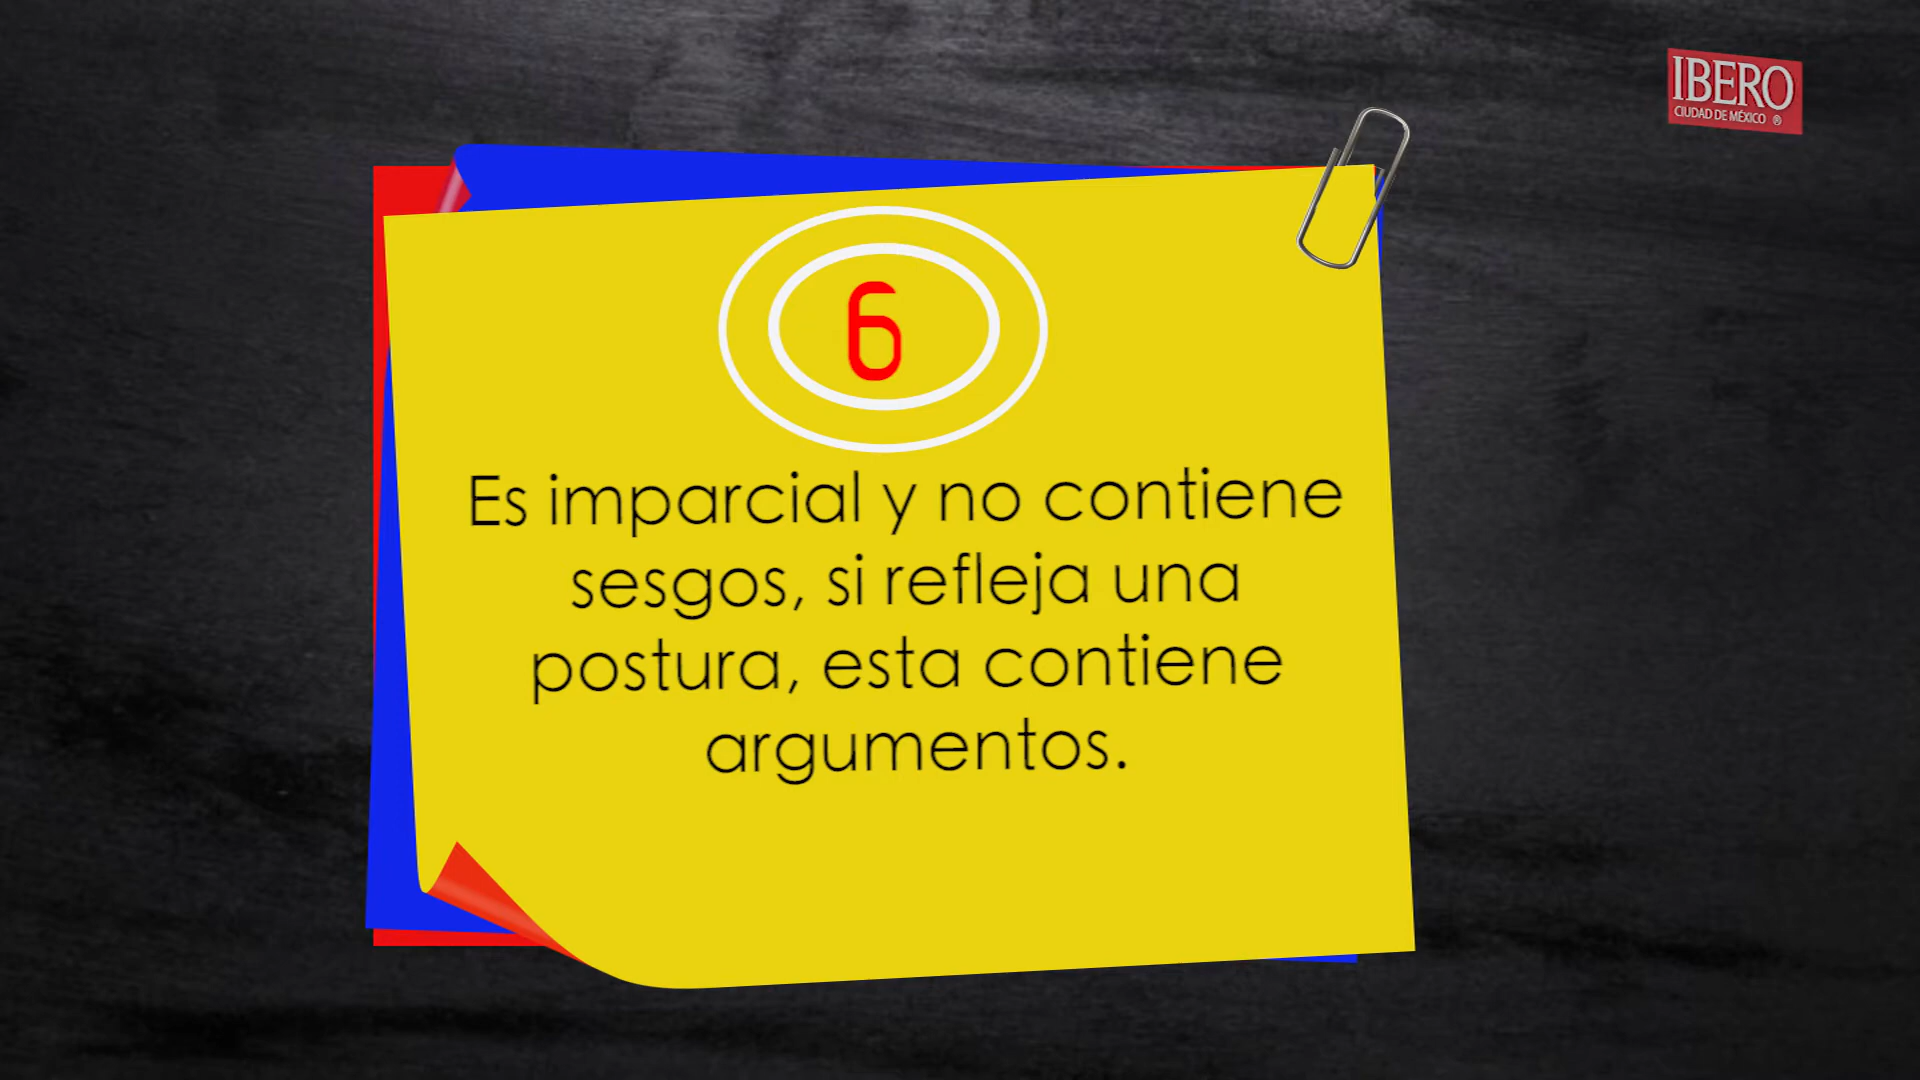 IBERO
CIUDAD DE MÉXICO ®
6
Es imparcial y no contiene
sesgos, si refleja una
postura, esta contiene
argumentos.